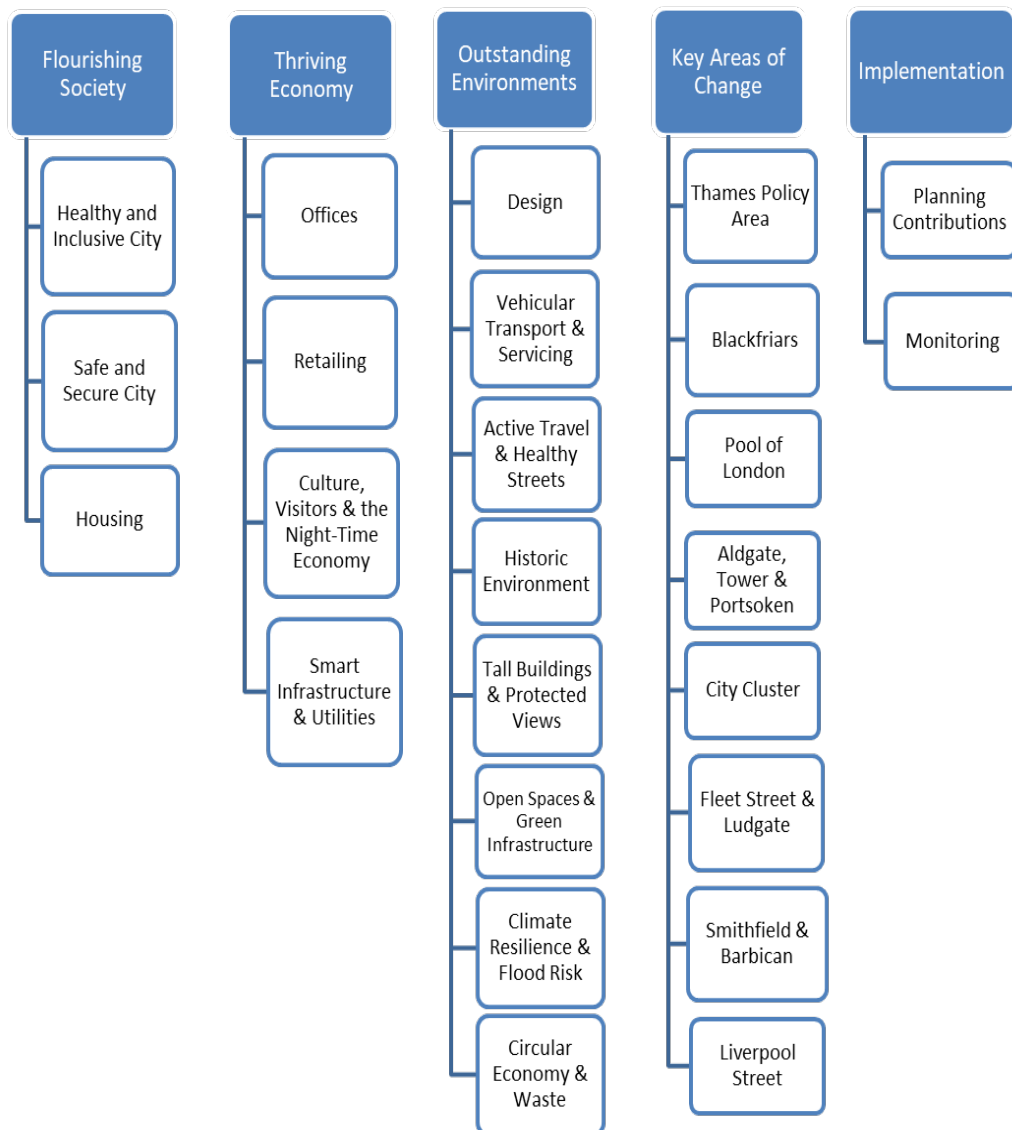 Flourishing
Society
Healthy and
Inclusive City
Safe and
Secure City
Housing
Thriving
Economy
Offices
Retailing
Culture,
Visitors & the
Night-Time
Economy
Smart
Infrastructure
& Utilities
Outstanding
Environments
Design
Vehicular
Transport &
Servicing
Active Travel
& Healthy
Streets
Historic
Environment
Tall Buildings
& Protected
Views
Open Spaces &
Green
Infrastructure
Climate
Resilience &
Flood Risk
Circular
Economy &
Waste
Key Areas of
Change
Thames Policy
Area
Blackfriars
Pool of
London
Aldgate,
Tower &
Portsoken
City Cluster
Fleet Street &
Ludgate
Smithfield &
Barbican
Liverpool
Street
Implementation
Planning
Contributions
Monitoring